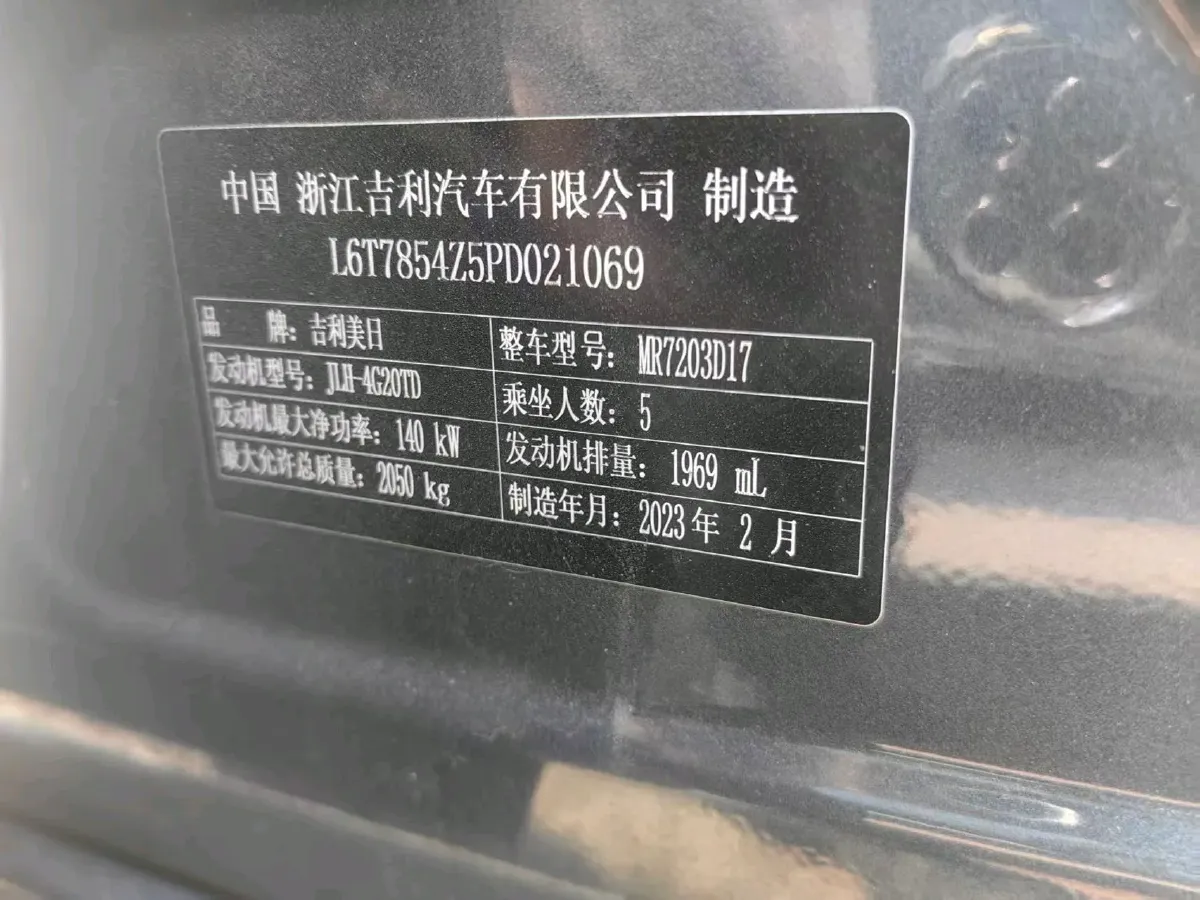 中国 浙江吉利汽车有限公司 制造
L6T7854Z5PD021069
品 牌：吉利美日 整车型号：MR7203D17
发动机型号：JLH-4G20TD 乘坐人数：5
发动机最大净功率：140 kW 发动机排量：1969 mL
最大允许总质量：2050 kg 制造年月：2023年 2 月